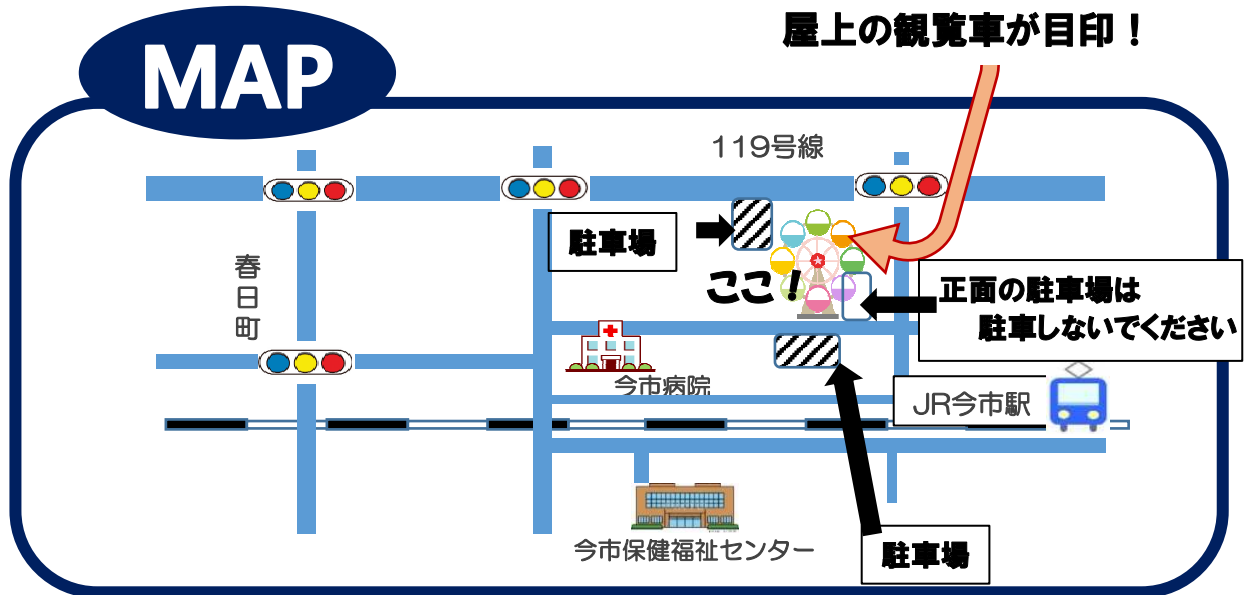 屋上の観覧車が目印！
MAP
119号線
駐車場
春日町
ここ！
正面の駐車場は
駐車しないでください
今市病院
JR今市駅
今市保健福祉センター
駐車場